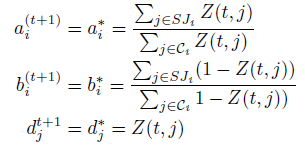 $a_i^{(t+1)} = a_i^* = \frac{\sum_{j \in SJ_i} Z(t,j)}{\sum_{j \in \mathcal{C}_i} Z(t,j)}$
$b_i^{(t+1)} = b_i^* = \frac{\sum_{j \in SJ_i} (1 - Z(t,j))}{\sum_{j \in \mathcal{C}_i} 1 - Z(t,j))}$
$d_j^{t+1} = d_j^* = Z(t,j)$